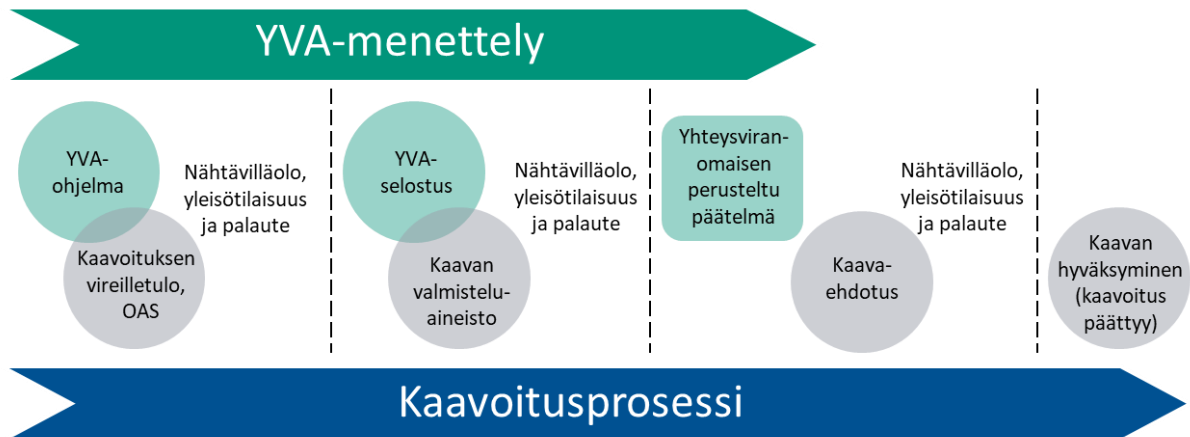 YVA-menettely
YVA-
ohjelma
Kaavoituksen
vireilletulo,
OAS
Nähtävilläolo,
yleisötilaisuus
ja palaute
YVA-
selostus
Kaavan
valmistelu-
aineisto
Nähtävilläolo,
yleisötilaisuus
ja palaute
Yhteysviran-
omaisen
perusteltu
päätelmä
Kaava-
ehdotus
Nähtävilläolo,
yleisötilaisuus
ja palaute
Kaavan
hyväksyminen
(kaavoitus
päättyy)
Kaavoitusprosessi